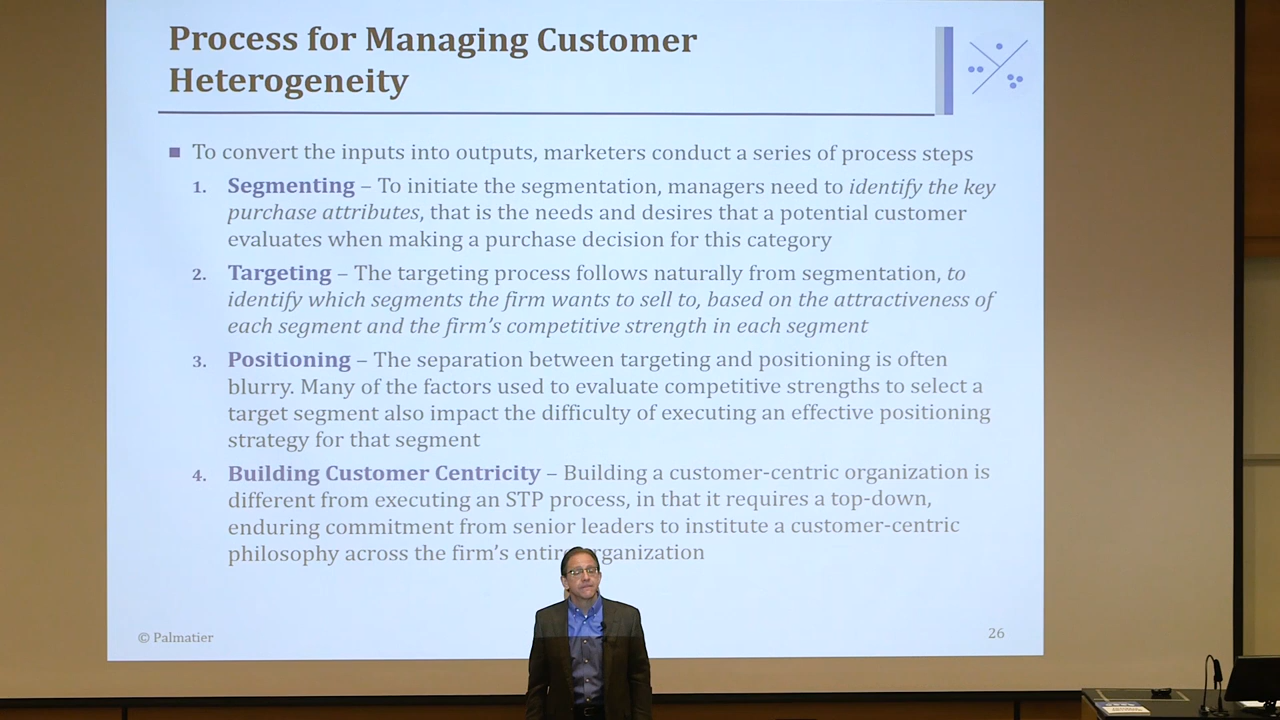 Process for Managing Customer
Heterogeneity
To convert the inputs into outputs, marketers conduct a series of process steps
1. Segmenting – To initiate the segmentation, managers need to identify the key
purchase attributes, that is the needs and desires that a potential customer
evaluates when making a purchase decision for this category
2. Targeting – The targeting process follows naturally from segmentation, to
identify which segments the firm wants to sell to, based on the attractiveness of
each segment and the firm's competitive strength in each segment
3. Positioning – The separation between targeting and positioning is often
blurry. Many of the factors used to evaluate competitive strengths to select a
target segment also impact the difficulty of executing an effective positioning
strategy for that segment
4. Building Customer Centricity – Building a customer-centric organization is
different from executing an STP process, in that it requires a top-down,
enduring commitment from senior leaders to institute a customer-centric
philosophy across the firm's entire organization
© Palmatier
26